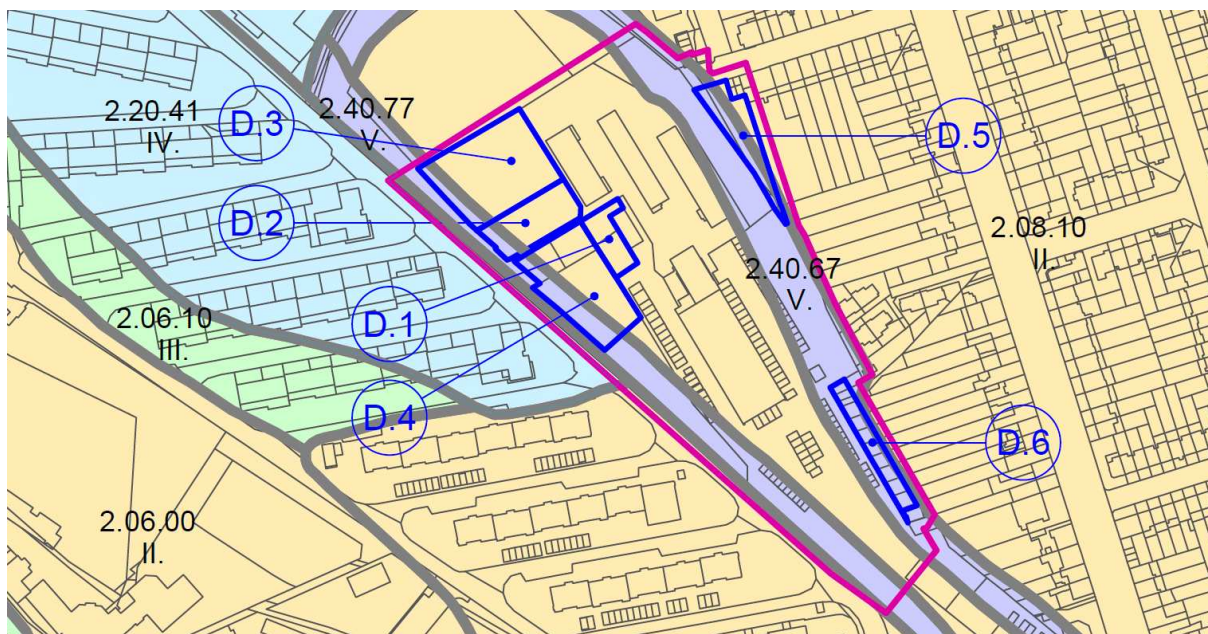 2.20.41
IV.
D.3
2.40.77
V.
D.5
D.2
2.08.10
II.
2.40.67
V.
2.06.10
III.
D.1
D.4
D.6
2.06.00
II.